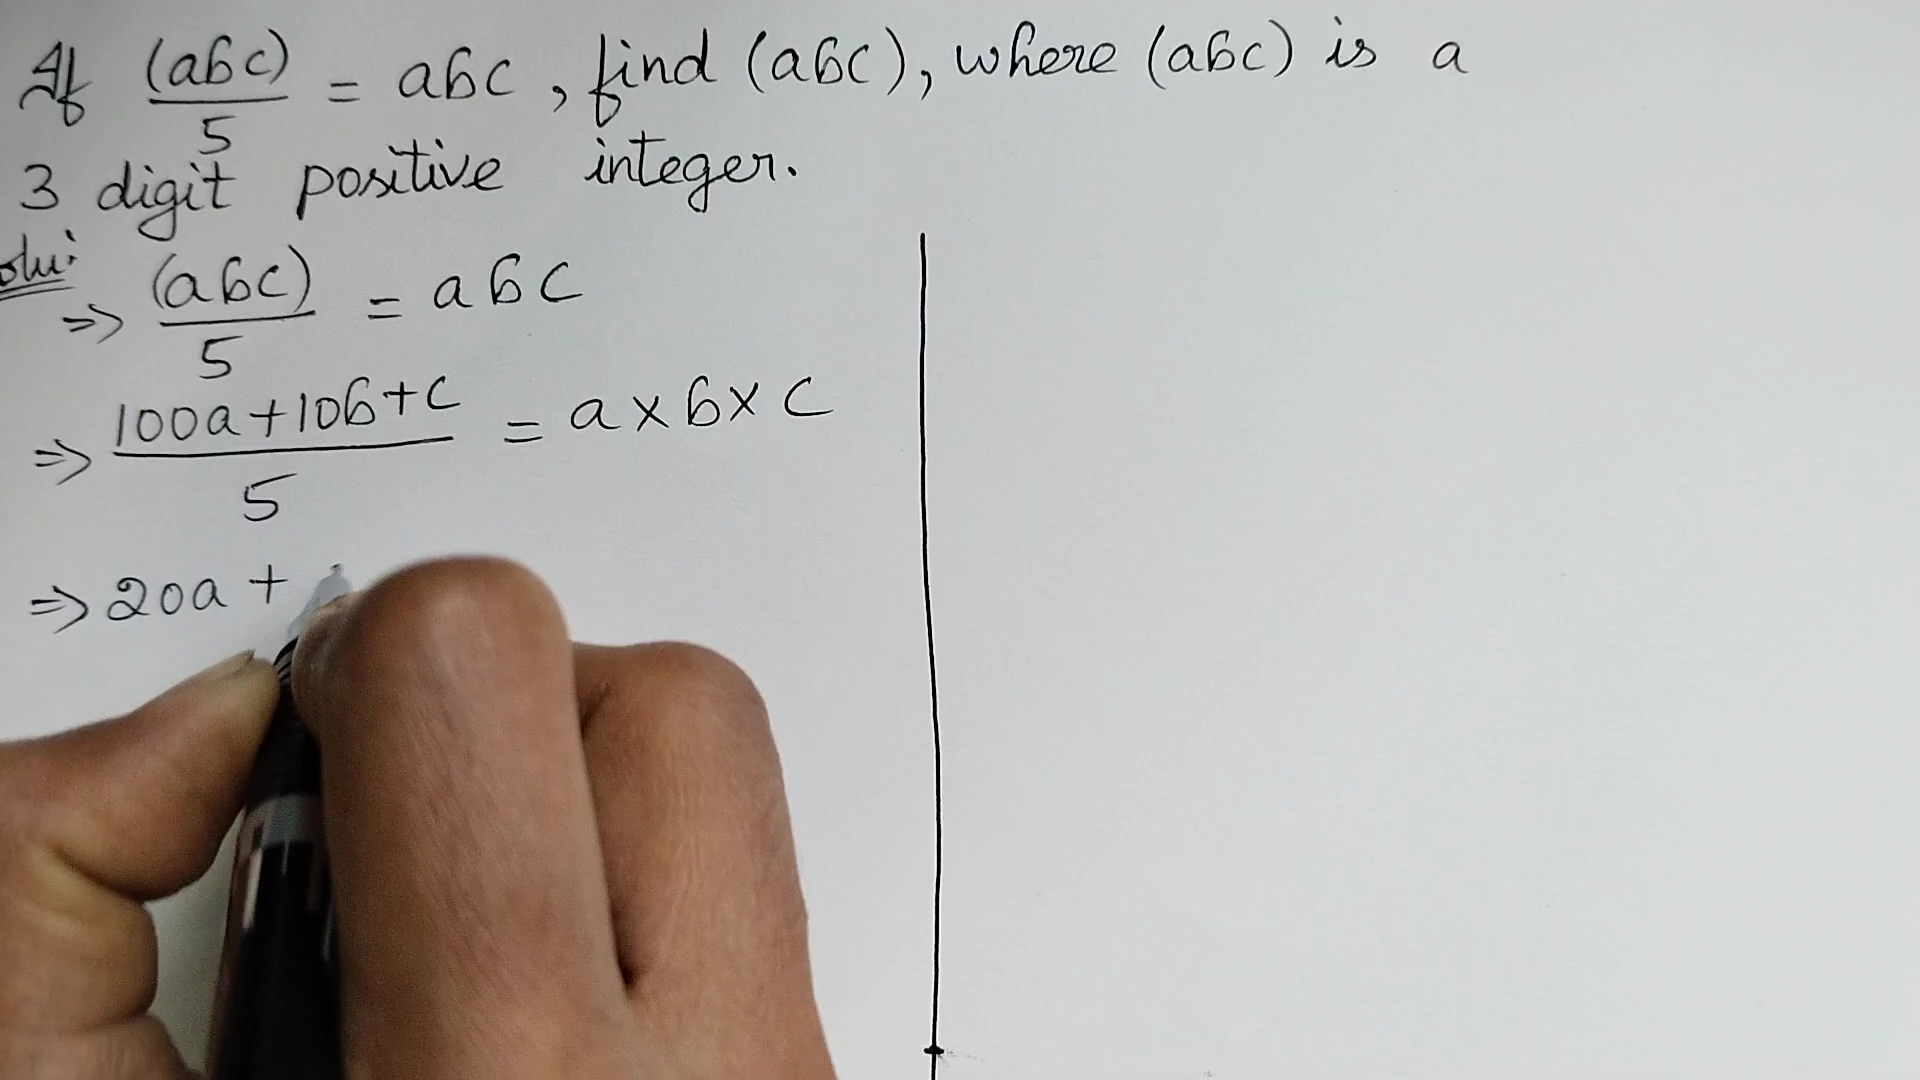 If (abc)/5 = abc, find (abc), where (abc) is a
3 digit positive integer.
⇒ (abc)/5 = abc
⇒ (100a+10b+c)/5 = a×b×c
⇒ 20a +